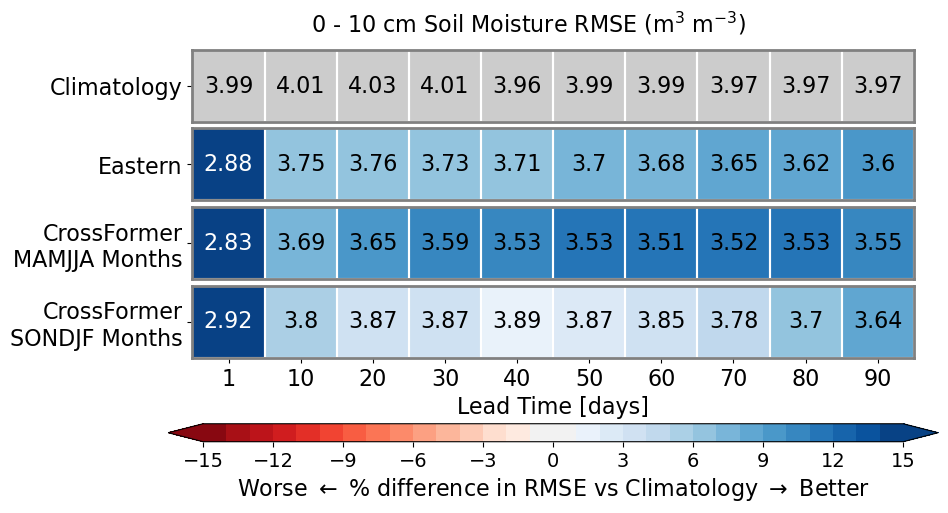 0 - 10 cm Soil Moisture RMSE (m³ m⁻³)
Climatology 3.99 4.01 4.03 4.01 3.96 3.99 3.99 3.97 3.97 3.97
Eastern 2.88 3.75 3.76 3.73 3.71 3.7 3.68 3.65 3.62 3.6
CrossFormer
MAMJJA Months 2.83 3.69 3.65 3.59 3.53 3.53 3.51 3.52 3.53 3.55
CrossFormer
SONDJF Months 2.92 3.8 3.87 3.87 3.89 3.87 3.85 3.78 3.7 3.64
1 10 20 30 40 50 60 70 80 90
Lead Time [days]
−15 −12 −9 −6 −3 0 3 6 9 12 15
Worse ← % difference in RMSE vs Climatology → Better